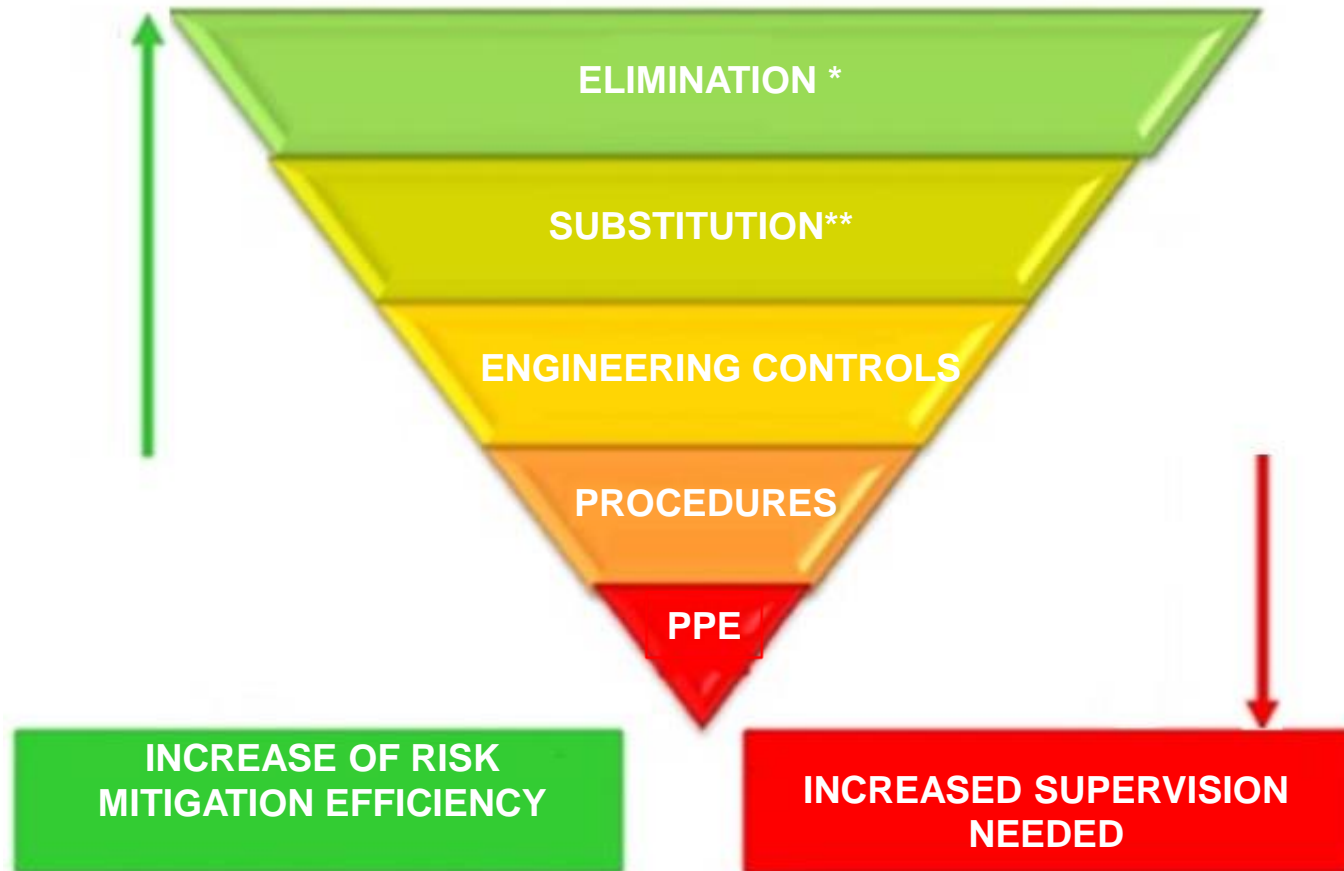 ELIMINATION *
SUBSTITUTION**
ENGINEERING CONTROLS
PROCEDURES
PPE
INCREASE OF RISK
MITIGATION EFFICIENCY
INCREASED SUPERVISION
NEEDED